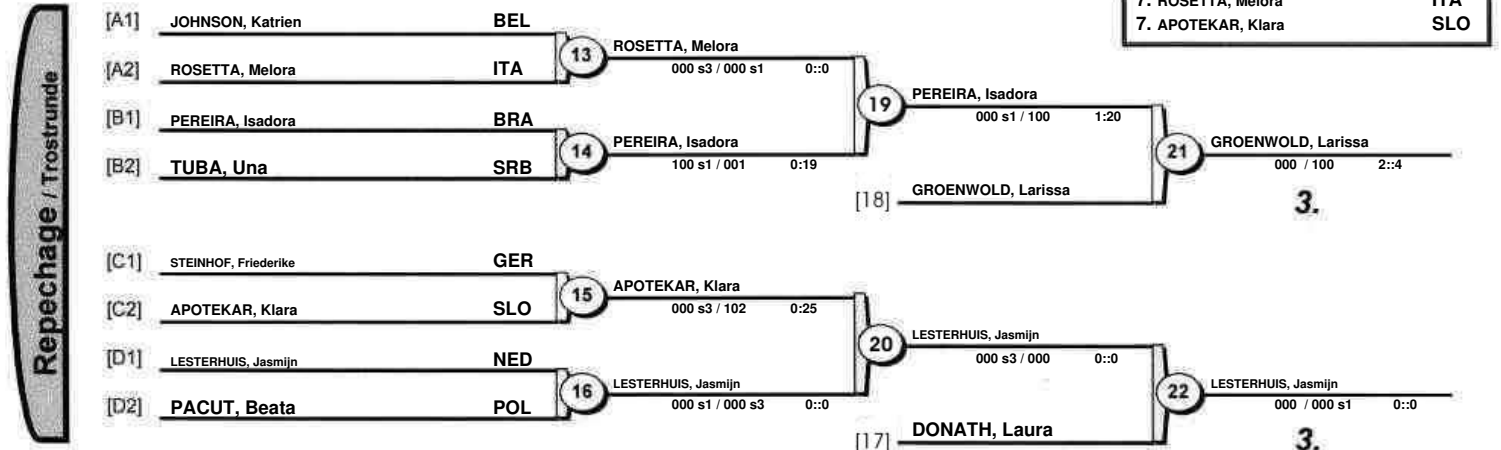 7. ROSETTA, Melora ITA
7. APOTEKAR, Klara SLO
Repechage / Trostrunde
[A1] JOHNSON, Katrien BEL
13
ROSETTA, Melora
000 s3 / 000 s1 0::0
[A2] ROSETTA, Melora ITA
19
PEREIRA, Isadora
000 s1 / 100 1:20
[B1] PEREIRA, Isadora BRA
14
PEREIRA, Isadora
100 s1 / 001 0:19
[B2] TUBA, Una SRB
21
GROENWOLD, Larissa
000 / 100 2::4
[18] GROENWOLD, Larissa
3.
[C1] STEINHOF, Friederike GER
15
APOTEKAR, Klara
000 s3 / 102 0:25
[C2] APOTEKAR, Klara SLO
20
LESTERHUIS, Jasmijn
000 s3 / 000 0::0
[D1] LESTERHUIS, Jasmijn NED
16
LESTERHUIS, Jasmijn
000 s1 / 000 s3 0::0
[D2] PACUT, Beata POL
22
LESTERHUIS, Jasmijn
000 / 000 s1 0::0
[17] DONATH, Laura
3.